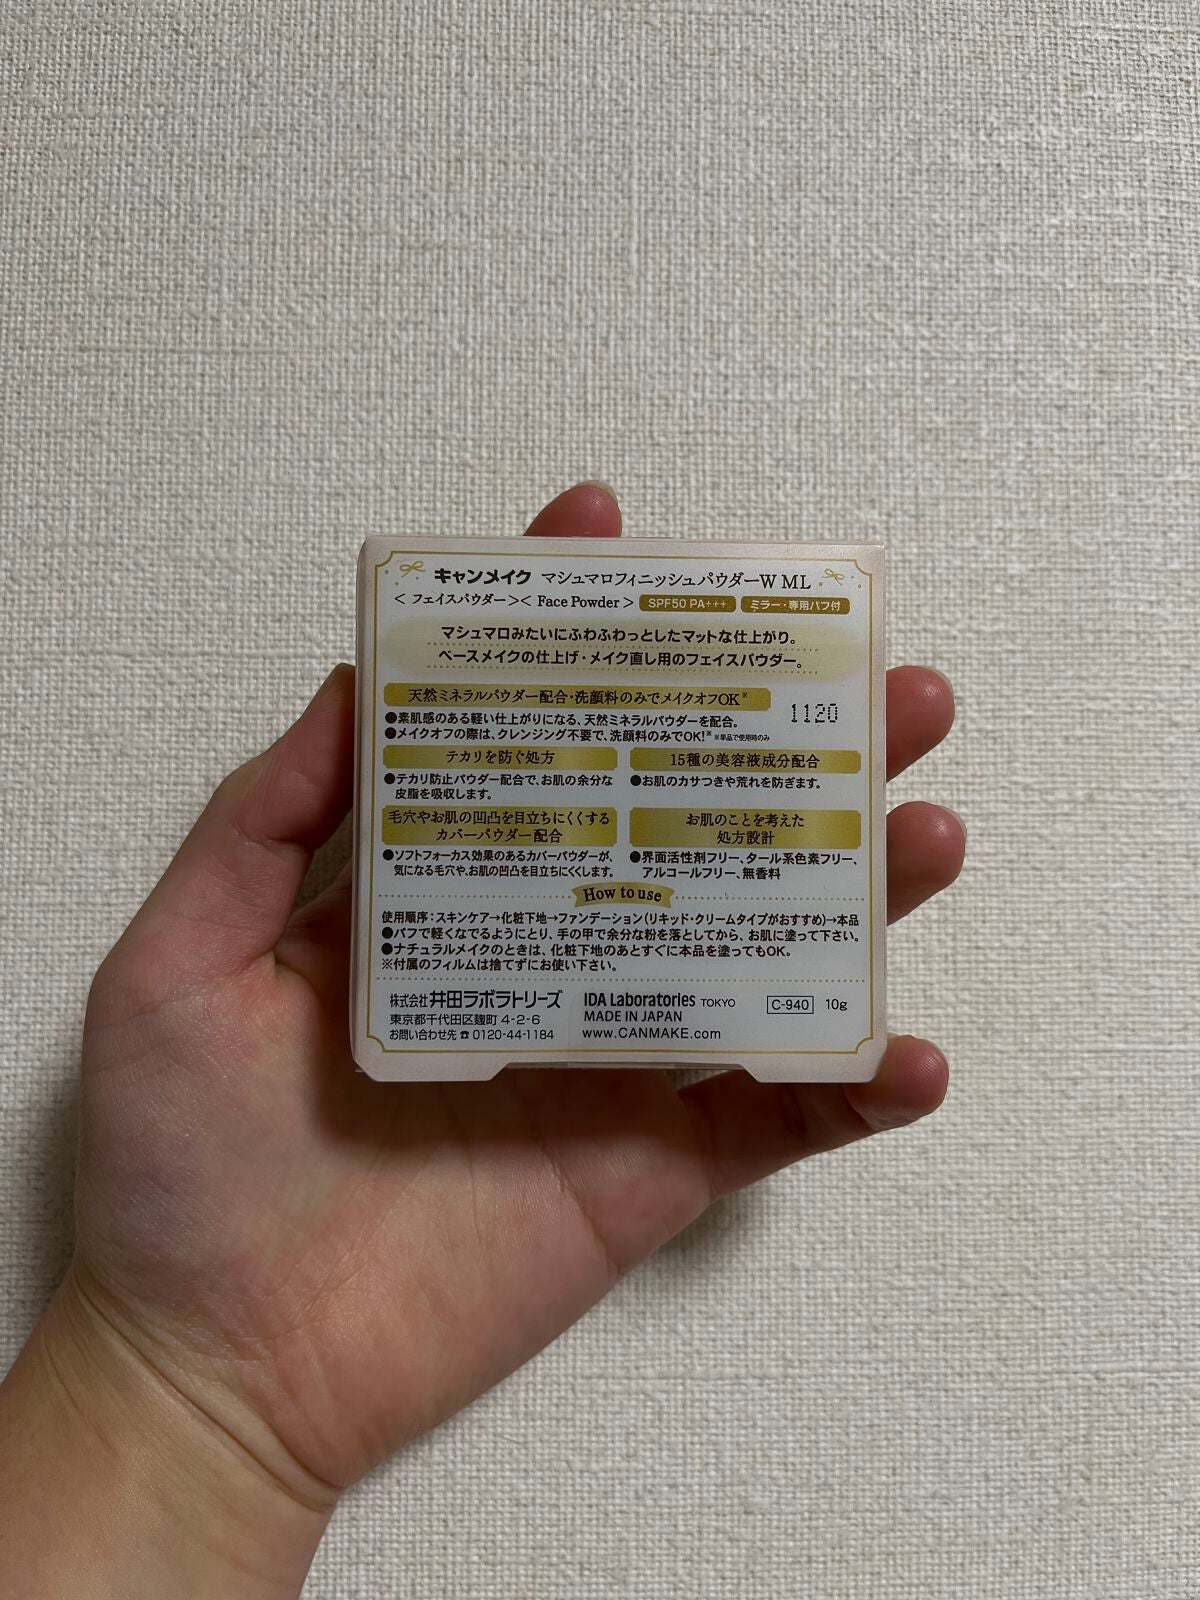 キャンメイク マシュマロフィニッシュパウダーW ML
＜フェイスパウダー＞＜Face Powder＞ SPF50 PA+++ ミラー・専用パフ付
マシュマロみたいにふわふわっとしたマットな仕上がり。
ベースメイクの仕上げ・メイク直し用のフェイスパウダー。
天然ミネラルパウダー配合・洗顔料のみでメイクオフOK※
1120
●素肌感のある軽い仕上がりになる、天然ミネラルパウダーを配合。
●メイクオフの際は、クレンジング不要で、洗顔料のみでOK!※ ※単品で使用時のみ
テカリを防ぐ処方
●テカリ防止パウダー配合で、お肌の余分な
皮脂を吸収します。
15種の美容液成分配合
●お肌のカサつきや荒れを防ぎます。
毛穴やお肌の凹凸を目立ちにくくする
カバーパウダー配合
●ソフトフォーカス効果のあるカバーパウダーが、
気になる毛穴や、お肌の凹凸を目立ちにくくします。
お肌のことを考えた
処方設計
●界面活性剤フリー、タール系色素フリー、
アルコールフリー、無香料
How to use
使用順序：スキンケア→化粧下地→ファンデーション（リキッド・クリームタイプがおすすめ）→本品
●パフで軽くなでるようにとり、手の甲で余分な粉を落としてから、お肌に塗って下さい。
●ナチュラルメイクのときは、化粧下地のあとすぐに本品を塗ってもOK。
※付属のフィルムは捨てずにお使い下さい。
株式会社 井田ラボラトリーズ
東京都千代田区麹町 4-2-6
お問い合わせ先 ☎ 0120-44-1184
IDA Laboratories TOKYO
MADE IN JAPAN
www.CANMAKE.com
C-940 10g